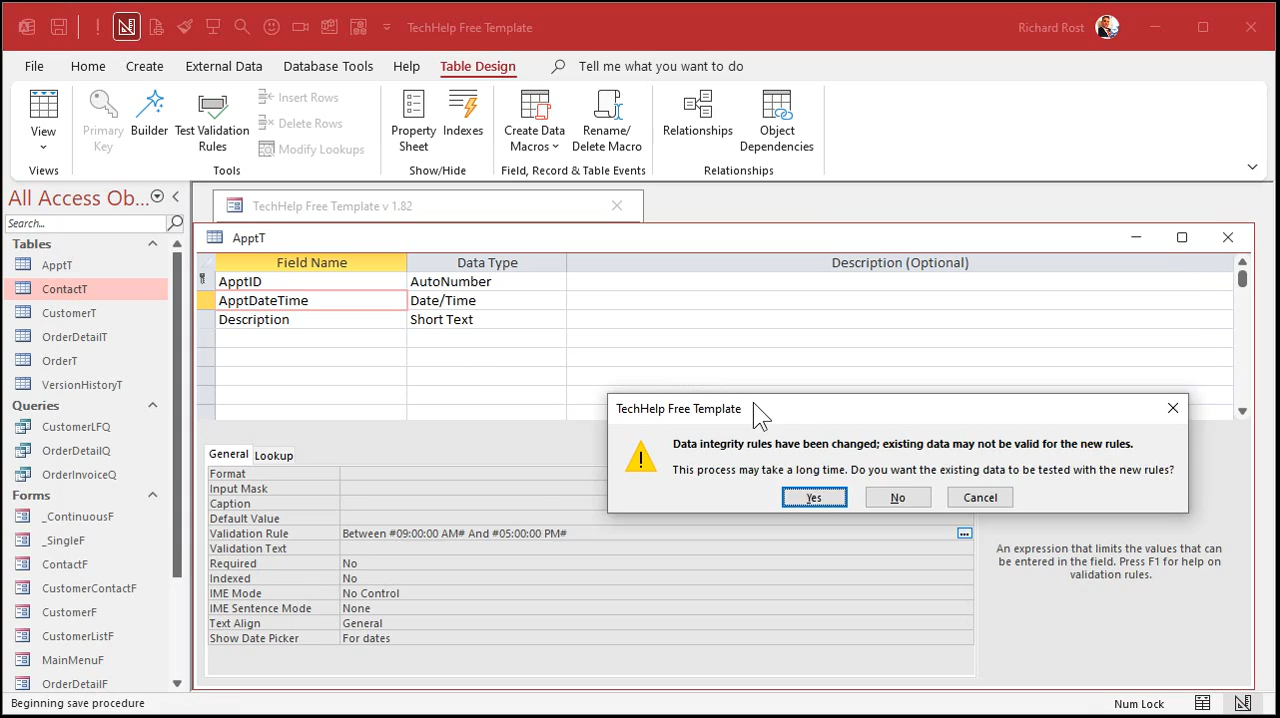 TechHelp Free Template
Richard Rost
File Home Create External Data Database Tools Help Table Design Tell me what you want to do
View
Primary Key
Builder
Test Validation Rules
Insert Rows
Delete Rows
Modify Lookups
Property Sheet
Indexes
Create Data Macros
Rename/ Delete Macro
Relationships
Object Dependencies
Views Tools Show/Hide Field, Record & Table Events Relationships
All Access Ob...
Search...
Tables
ApptT
ContactT
CustomerT
OrderDetailT
OrderT
VersionHistoryT
Queries
CustomerLFQ
OrderDetailQ
OrderInvoiceQ
Forms
_ContinuousF
_SingleF
ContactF
CustomerContactF
CustomerF
CustomerListF
MainMenuF
OrderDetailF
TechHelp Free Template v 1.82
ApptT
Field Name Data Type Description (Optional)
ApptID AutoNumber
ApptDateTime Date/Time
Description Short Text
TechHelp Free Template
Data integrity rules have been changed; existing data may not be valid for the new rules.
This process may take a long time. Do you want the existing data to be tested with the new rules?
Yes No Cancel
General Lookup
Format
Input Mask
Caption
Default Value
Validation Rule Between #09:00:00 AM# And #05:00:00 PM#
Validation Text
Required No
Indexed No
IME Mode No Control
IME Sentence Mode None
Text Align General
Show Date Picker For dates
An expression that limits the values that can
be entered in the field. Press F1 for help on
validation rules.
Beginning save procedure
Num Lock